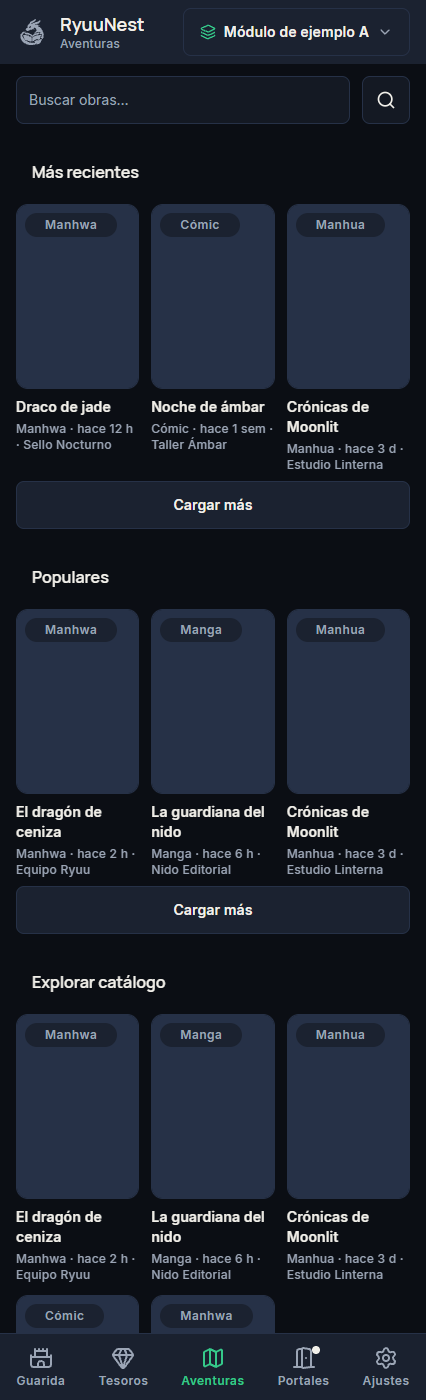 RyuuNest
Aventuras
Módulo de ejemplo A
Buscar obras...
Más recientes
Manhwa
Cómic
Manhua
Draco de jade
Manhwa · hace 12 h
· Sello Nocturno
Noche de ámbar
Cómic · hace 1 sem ·
Taller Ámbar
Crónicas de
Moonlit
Manhua · hace 3 d ·
Estudio Linterna
Cargar más
Populares
Manhwa
Manga
Manhua
El dragón de
ceniza
Manhwa · hace 2 h ·
Equipo Ryuu
La guardiana del
nido
Manga · hace 6 h ·
Nido Editorial
Crónicas de
Moonlit
Manhua · hace 3 d ·
Estudio Linterna
Cargar más
Explorar catálogo
Manhwa
Manga
Manhua
El dragón de
ceniza
Manhwa · hace 2 h ·
Equipo Ryuu
La guardiana del
nido
Manga · hace 6 h ·
Nido Editorial
Crónicas de
Moonlit
Manhua · hace 3 d ·
Estudio Linterna
Cómic
Manhwa
Guarida
Tesoros
Aventuras
Portales
Ajustes